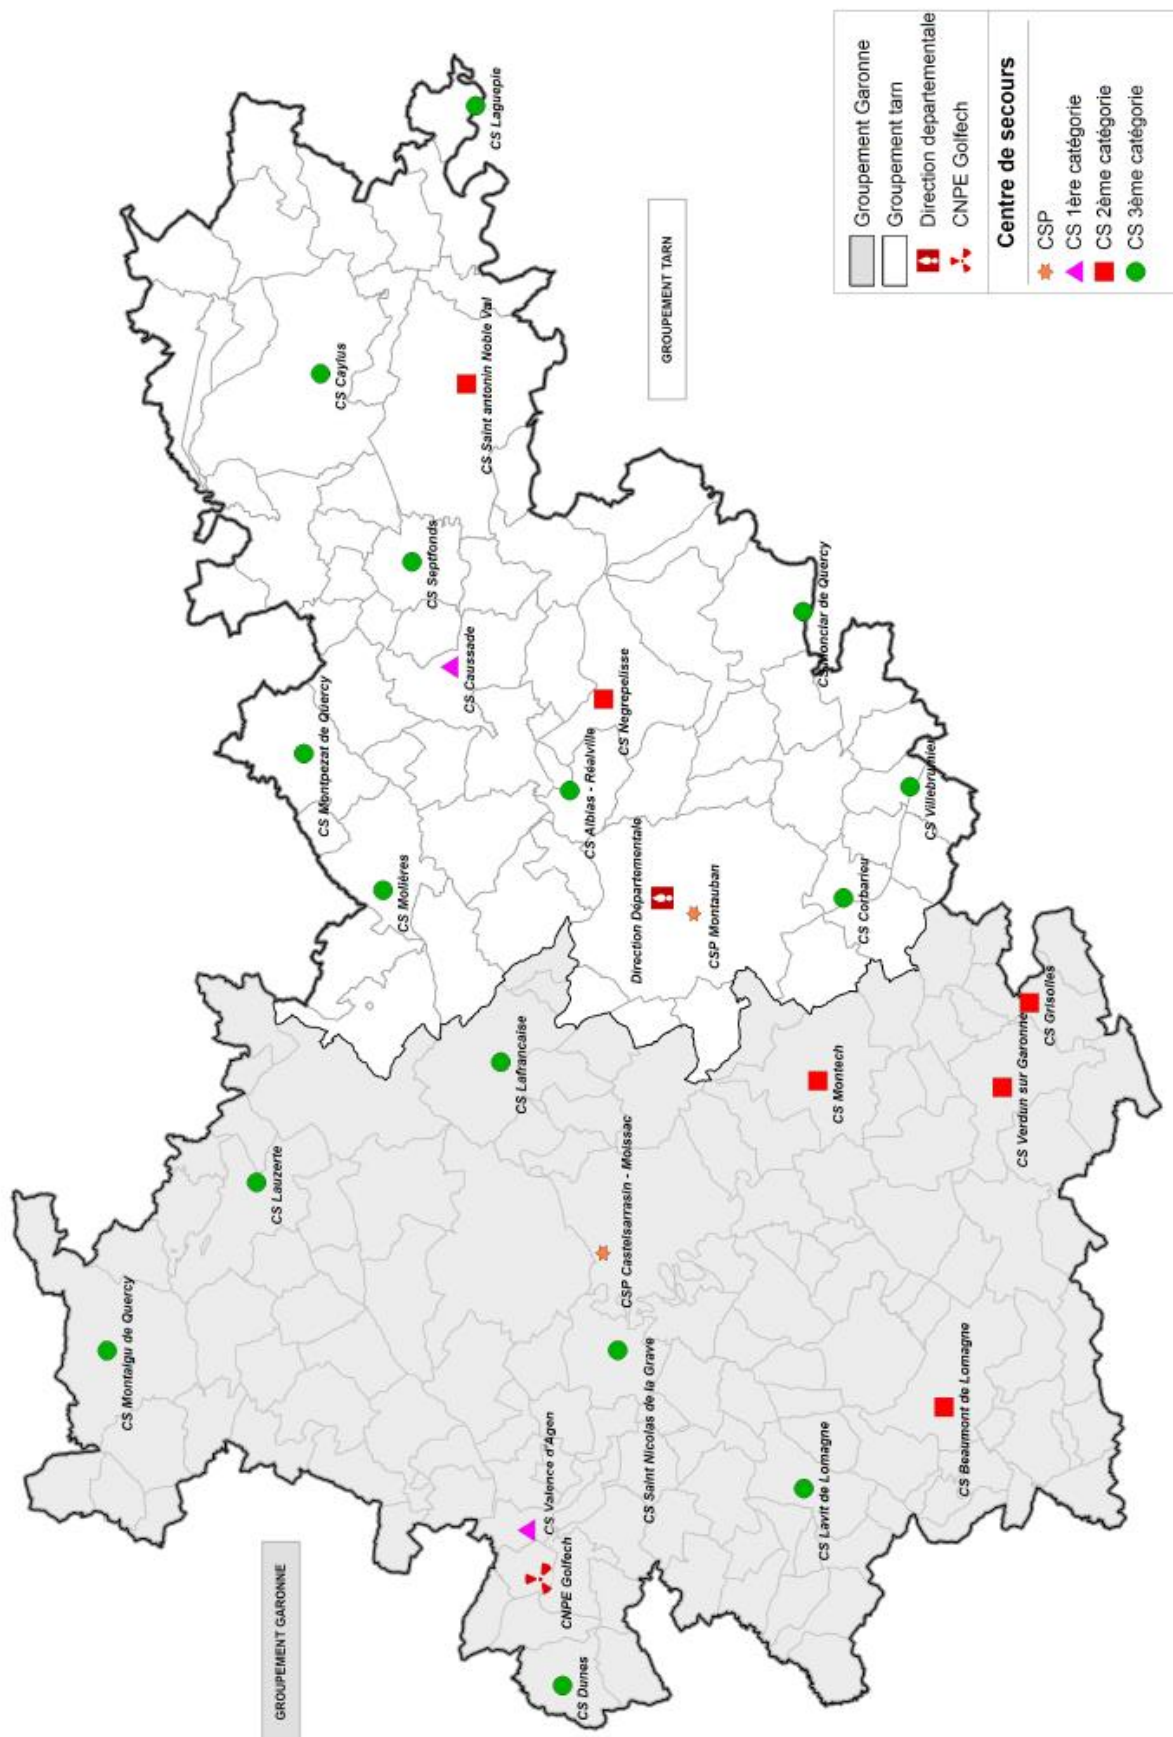 GROUPEMENT GARONNE
CS Montaigu de Quercy
CS Lauzerte
CS Montpezat de Quercy
CS Molières
CS Caylus
CS Septfonds
CS Laguepie
CS Saint antonin Noble Val
CS Caussade
CS Lafrancaise
CS Valence d'Agen
CNPE Golfech
CS Dunes
CS Saint Nicolas de la Grave
CSP Castelsarrasin - Moissac
CS Albias - Réalville
CS Negrepelisse
Direction Départementale
CSP Montauban
GROUPEMENT TARN
CS Monclar de Quercy
CS Lavit de Lomagne
CS Montech
CS Corbarieu
CS Villebrumier
CS Beaumont de Lomagne
CS Verdun sur Garonne
CS Grisolles
Groupement Garonne
Groupement tarn
Direction departementale
CNPE Golfech
Centre de secours
CSP
CS 1ère catégorie
CS 2ème catégorie
CS 3ème catégorie